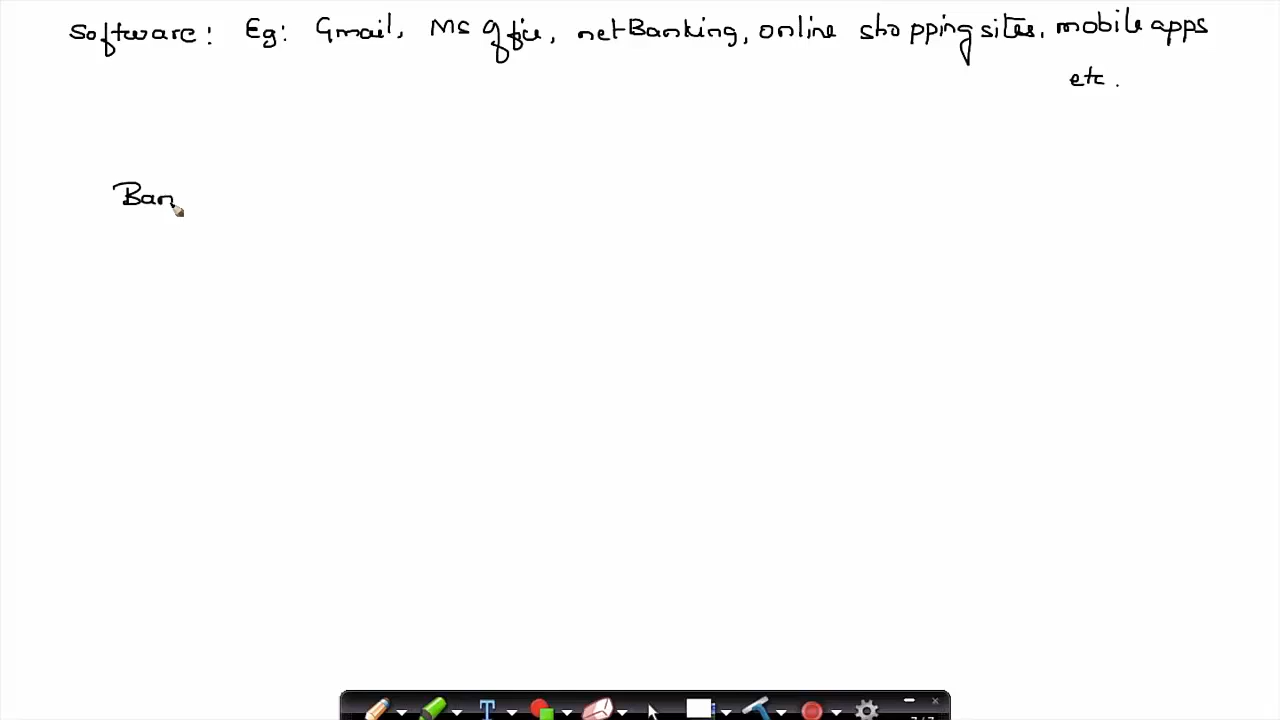 Software: Eg: Gmail, MS Office, netBanking, online shopping sites, mobile apps
etc.
Ban